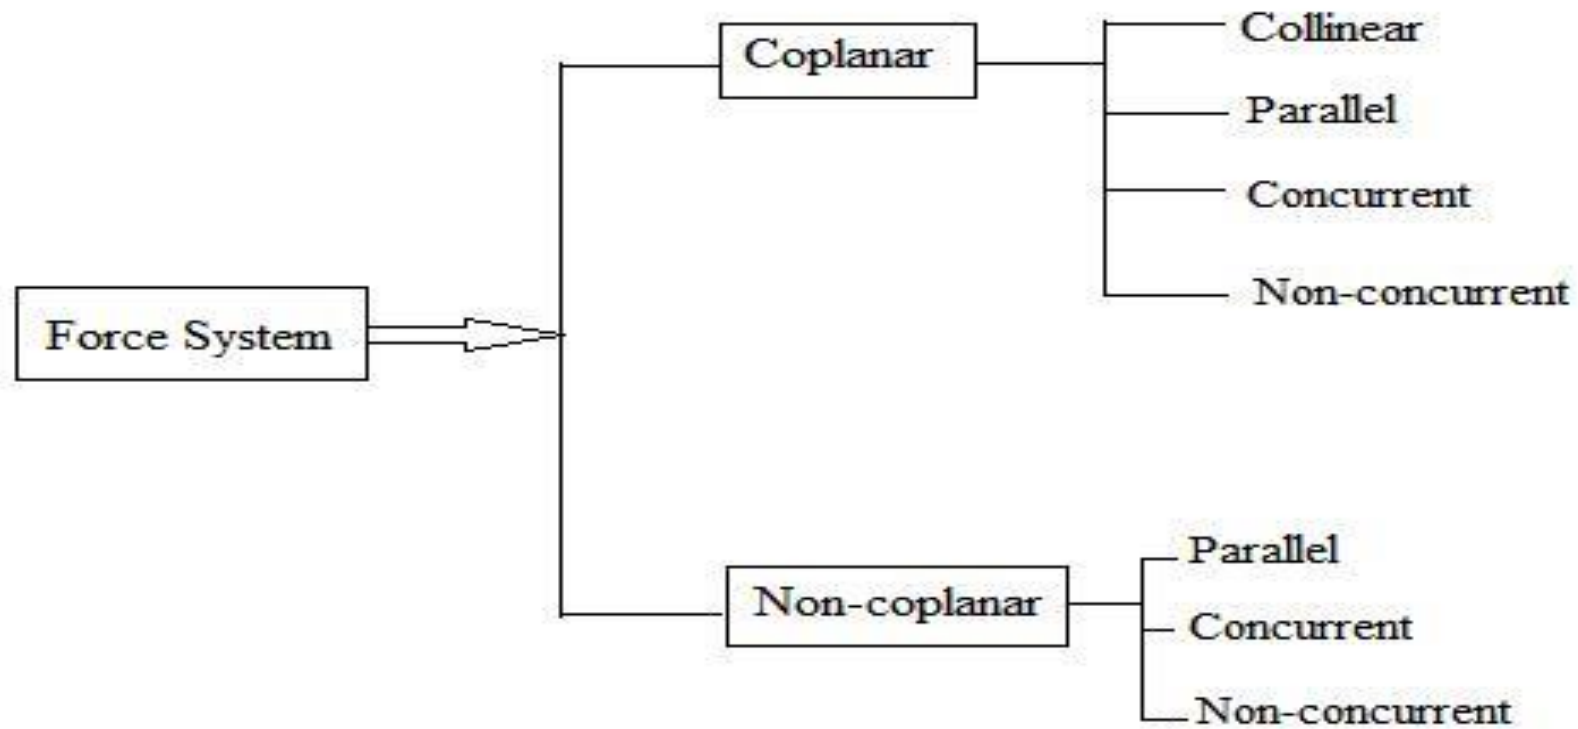 Force System
Coplanar
Collinear
Parallel
Concurrent
Non-concurrent
Non-coplanar
Parallel
Concurrent
Non-concurrent